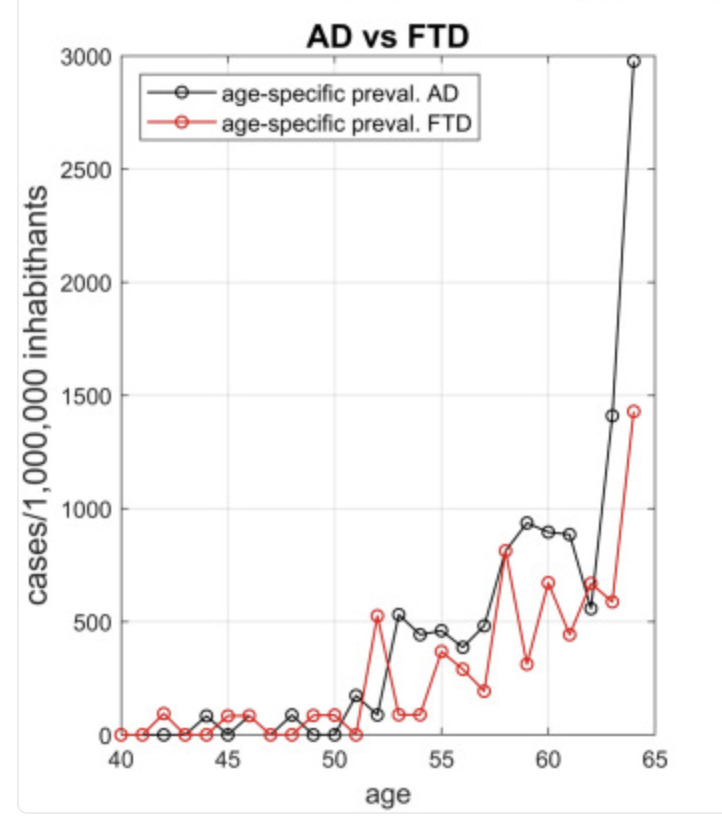 AD vs FTD
3000
age-specific preval. AD
age-specific preval. FTD
2500
2000
1500
1000
500
0
cases/1,000,000 inhabithants
40 45 50 55 60 65
age